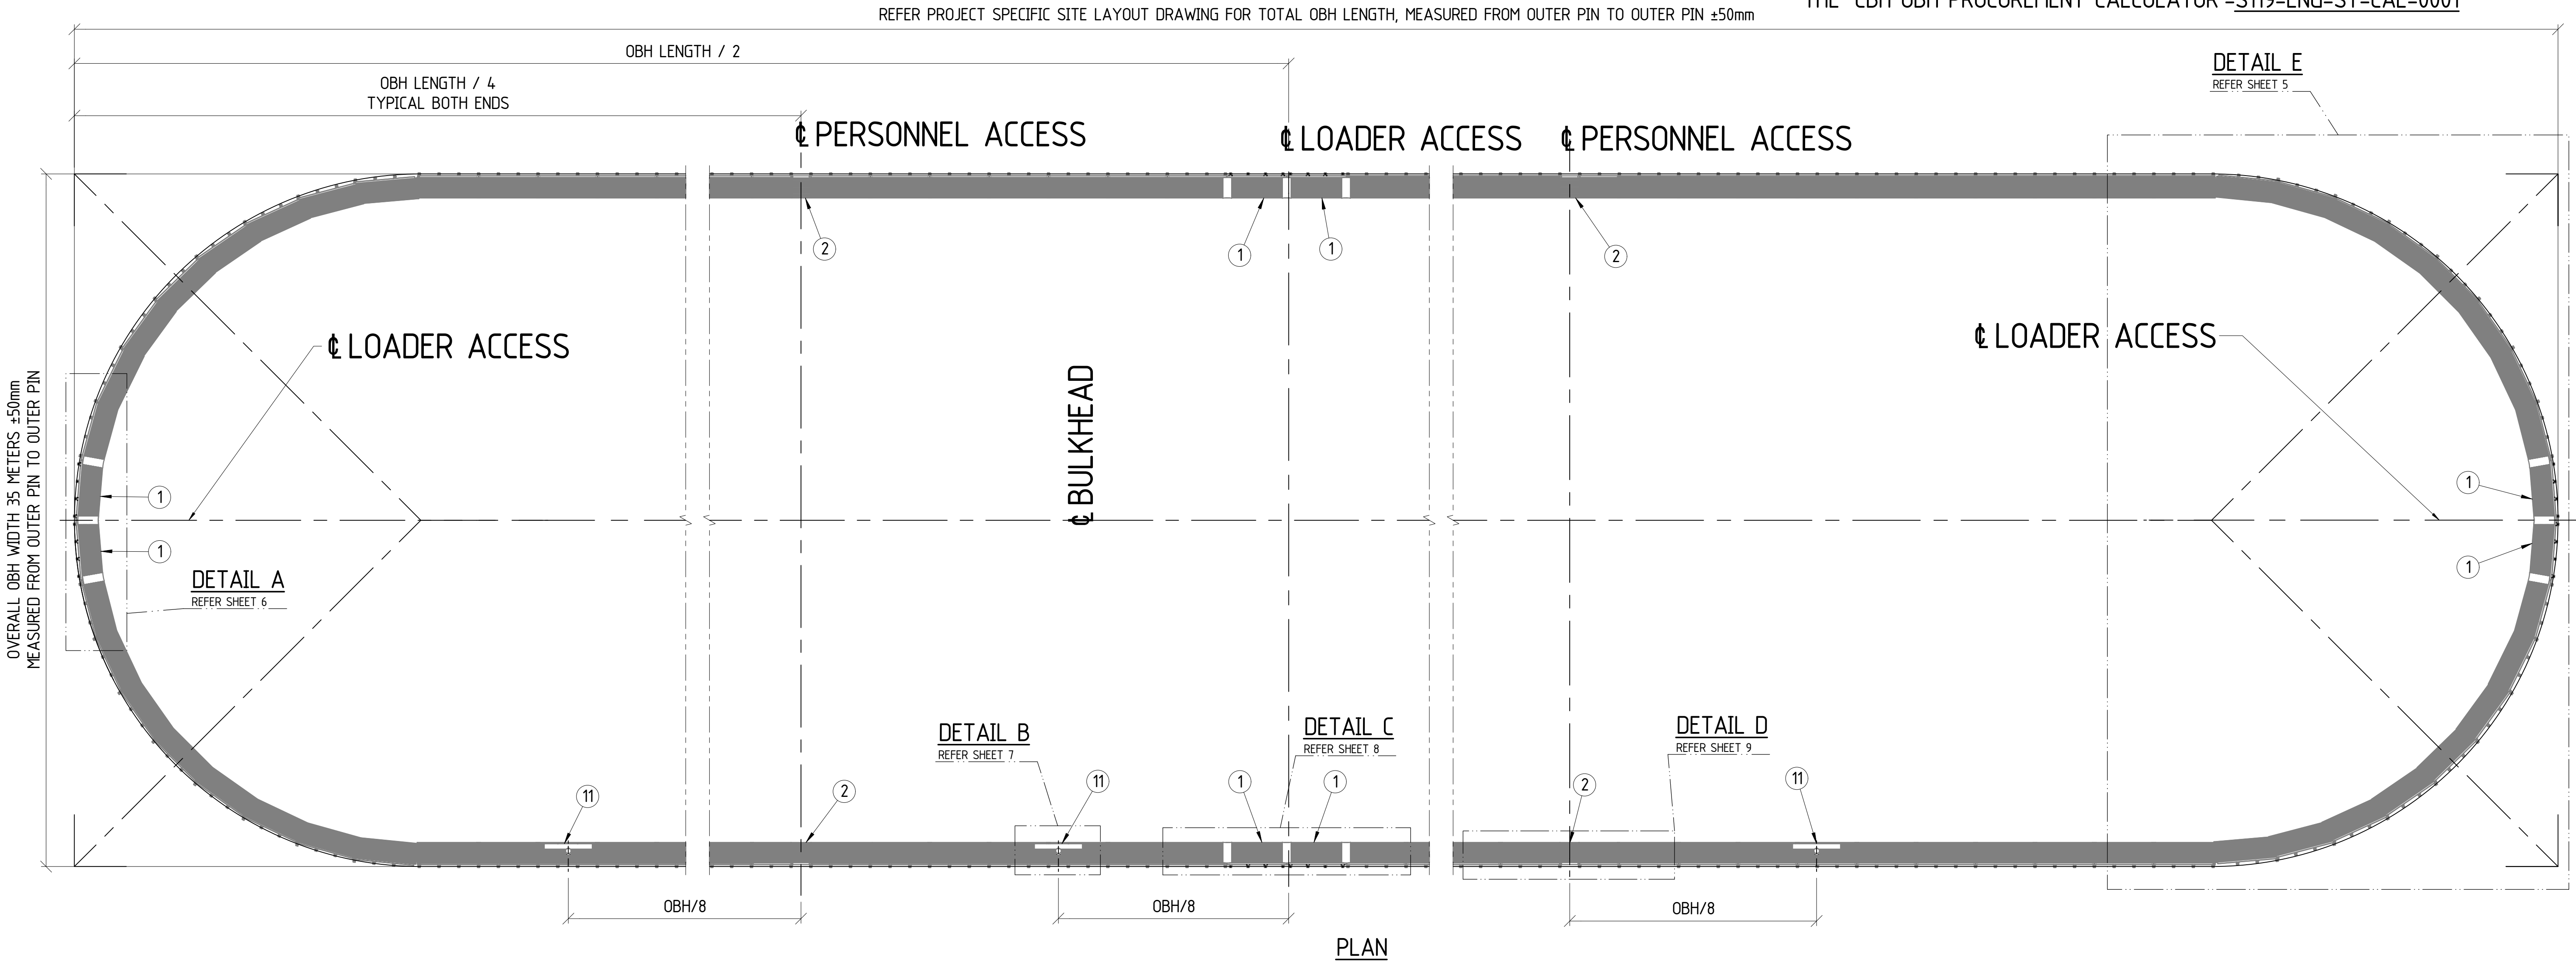 REFER PROJECT SPECIFIC SITE LAYOUT DRAWING FOR TOTAL OBH LENGTH, MEASURED FROM OUTER PIN TO OUTER PIN ±50mm
OBH LENGTH / 2
OBH LENGTH / 4
TYPICAL BOTH ENDS
DETAIL E
REFER SHEET 5
℄ PERSONNEL ACCESS
℄ LOADER ACCESS
℄ PERSONNEL ACCESS
2
1
1
2
℄ LOADER ACCESS
℄ LOADER ACCESS
OVERALL OBH WIDTH 35 METERS ±50mm
MEASURED FROM OUTER PIN TO OUTER PIN
℄ BULKHEAD
1
1
1
1
DETAIL A
REFER SHEET 6
DETAIL B
REFER SHEET 7
DETAIL C
REFER SHEET 8
DETAIL D
REFER SHEET 9
11
2
11
1
1
2
11
OBH/8
OBH/8
OBH/8
PLAN